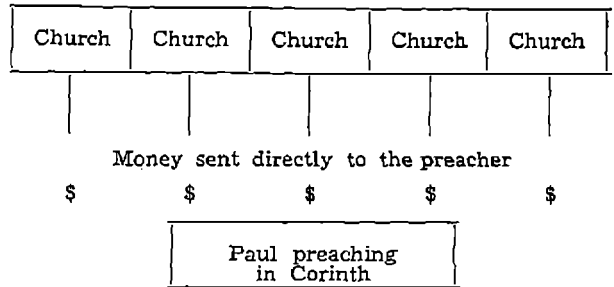 Church Church Church Church Church
Money sent directly to the preacher
$ $ $ $ $
Paul preaching
in Corinth